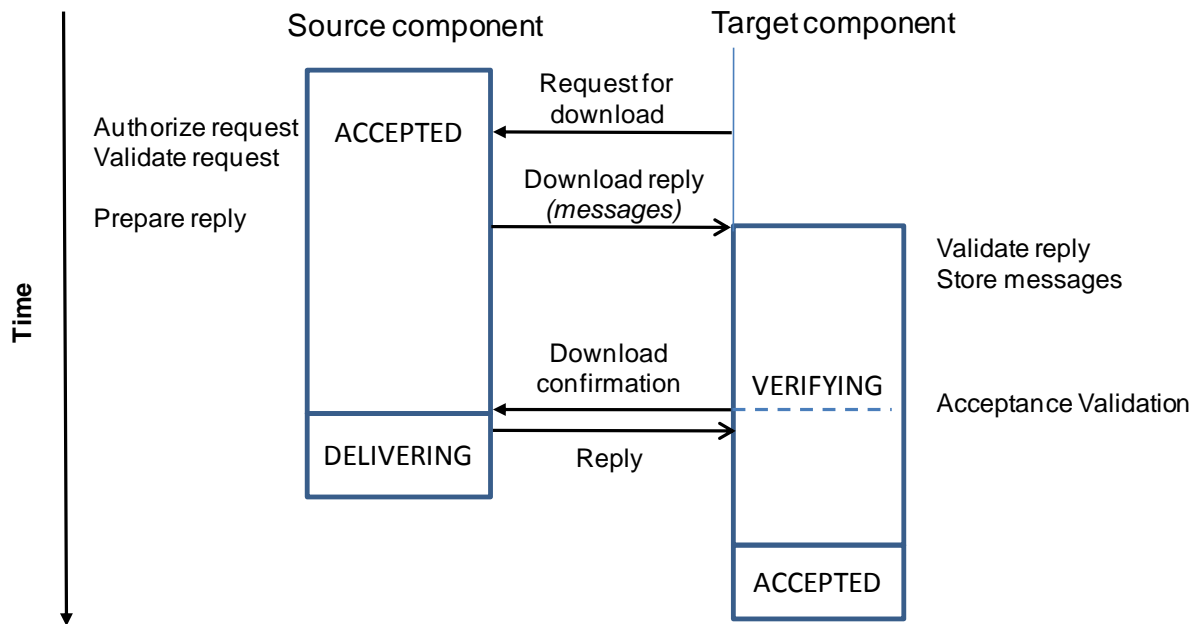 Source component
Target component
Request for
download
Authorize request
Validate request
ACCEPTED
Download reply
(messages)
Prepare reply
Validate reply
Store messages
Time
Download
confirmation
VERIFYING
Acceptance Validation
DELIVERING
Reply
ACCEPTED